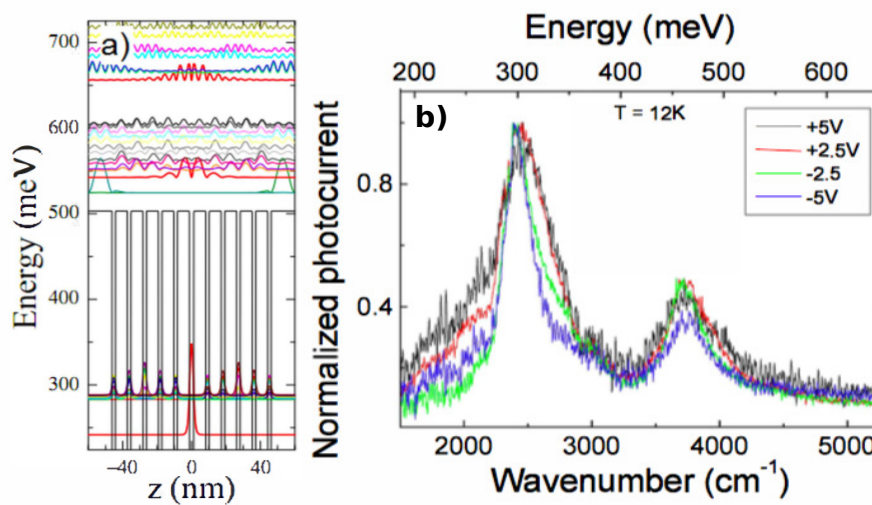 a)
700
600
500
400
300
Energy (meV)
-40
0
40
z (nm)
Energy (meV)
200
300
400
500
600
b)
T = 12K
+5V
+2.5V
-2.5
-5V
0.8
0.4
Normalized photocurrent
2000
3000
4000
5000
Wavenumber (cm⁻¹)